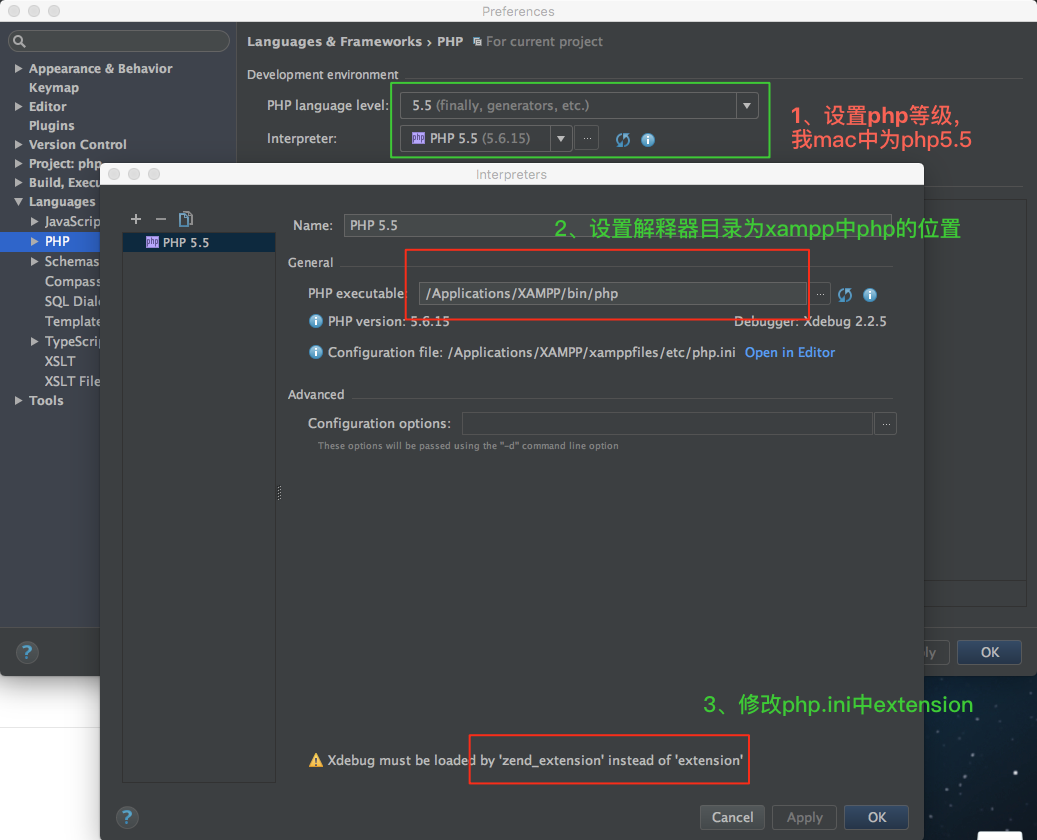 Preferences
Languages & Frameworks › PHP For current project
Appearance & Behavior
Keymap
Editor
Plugins
Version Control
Project: php
Build, Execu
Languages
JavaScrip
PHP
Schemas
Compass
SQL Diale
Template
TypeScrip
XSLT
XSLT File
Tools
Development environment
PHP language level: 5.5 (finally, generators, etc.)
Interpreter: php PHP 5.5 (5.6.15) ...
1、设置php等级,
我mac中为php5.5
Interpreters
php PHP 5.5
Name: PHP 5.5
2、设置解释器目录为xampp中php的位置
General
PHP executable: /Applications/XAMPP/bin/php ...
PHP version: 5.6.15 Debugger: Xdebug 2.2.5
Configuration file: /Applications/XAMPP/xamppfiles/etc/php.ini Open in Editor
Advanced
Configuration options: ...
These options will be passed using the "-d" command line option
ly OK
3、修改php.ini中extension
Xdebug must be loaded by 'zend_extension' instead of 'extension'
? Cancel Apply OK
?